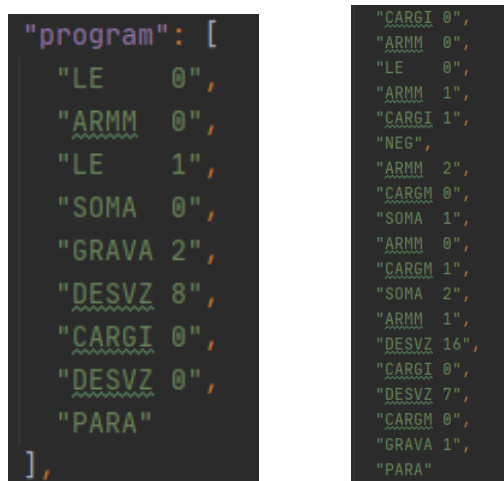 "program": [
"LE 0",
"ARMM 0",
"LE 1",
"SOMA 0",
"GRAVA 2",
"DESVZ 8",
"CARGI 0",
"DESVZ 0",
"PARA"
],
"CARGI 0",
"ARMM 0",
"LE 0",
"ARMM 1",
"CARGI 1",
"NEG",
"ARMM 2",
"CARGM 0",
"SOMA 1",
"ARMM 0",
"CARGM 1",
"SOMA 2",
"ARMM 1",
"DESVZ 16",
"CARGI 0",
"DESVZ 7",
"CARGM 0",
"GRAVA 1",
"PARA"